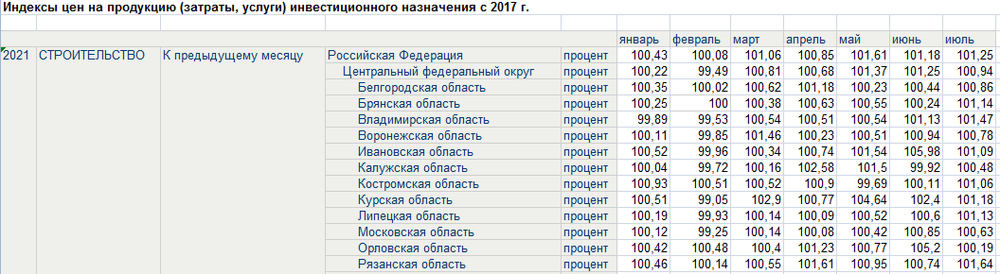 Индексы цен на продукцию (затраты, услуги) инвестиционного назначения с 2017 г.
январь февраль март апрель май июнь июль
2021 СТРОИТЕЛЬСТВО К предыдущему месяцу Российская Федерация процент 100,43 100,08 101,06 100,85 101,61 101,18 101,25
Центральный федеральный округ процент 100,22 99,49 100,81 100,68 101,37 101,25 100,94
Белгородская область процент 100,35 100,02 100,62 101,18 100,23 100,44 100,86
Брянская область процент 100,25 100 100,38 100,63 100,55 100,24 101,14
Владимирская область процент 99,89 99,53 100,54 100,51 100,54 101,13 101,47
Воронежская область процент 100,11 99,85 101,46 100,23 100,51 100,94 100,78
Ивановская область процент 100,52 99,96 100,34 100,74 101,54 105,98 101,09
Калужская область процент 100,04 99,72 100,16 102,58 101,5 99,92 100,48
Костромская область процент 100,93 100,51 100,52 100,9 99,69 100,11 101,06
Курская область процент 100,51 99,05 102,9 100,77 104,64 102,4 101,18
Липецкая область процент 100,19 99,93 100,14 100,09 100,52 100,6 101,13
Московская область процент 100,12 99,25 100,14 100,08 100,42 100,85 100,63
Орловская область процент 100,42 100,48 100,4 101,23 100,77 105,2 100,19
Рязанская область процент 100,46 100,14 100,55 101,61 100,95 100,74 101,64